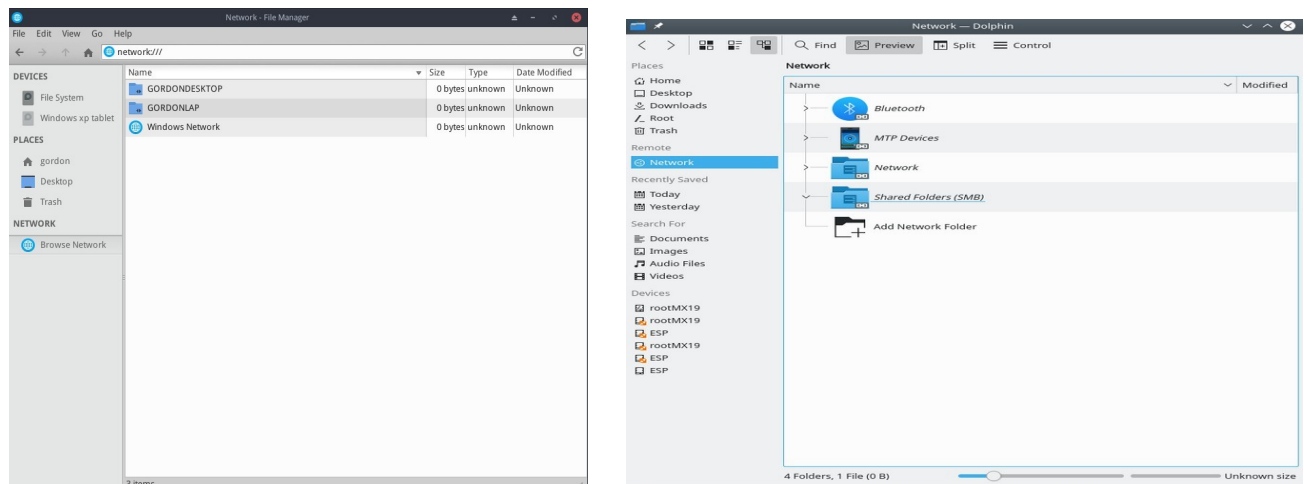 Network - File Manager
File Edit View Go Help
network:///
DEVICES
File System
Windows xp tablet
PLACES
gordon
Desktop
Trash
NETWORK
Browse Network
Name Size Type Date Modified
GORDONDESKTOP 0 bytes unknown Unknown
GORDONLAP 0 bytes unknown Unknown
Windows Network 0 bytes unknown Unknown
3 items
Network — Dolphin
Find Preview Split Control
Places
Home
Desktop
Downloads
Root
Trash
Remote
Network
Recently Saved
Today
Yesterday
Search For
Documents
Images
Audio Files
Videos
Devices
rootMX19
rootMX19
ESP
rootMX19
ESP
ESP
Network
Name Modified
Bluetooth
MTP Devices
Network
Shared Folders (SMB)
Add Network Folder
4 Folders, 1 File (0 B) Unknown size